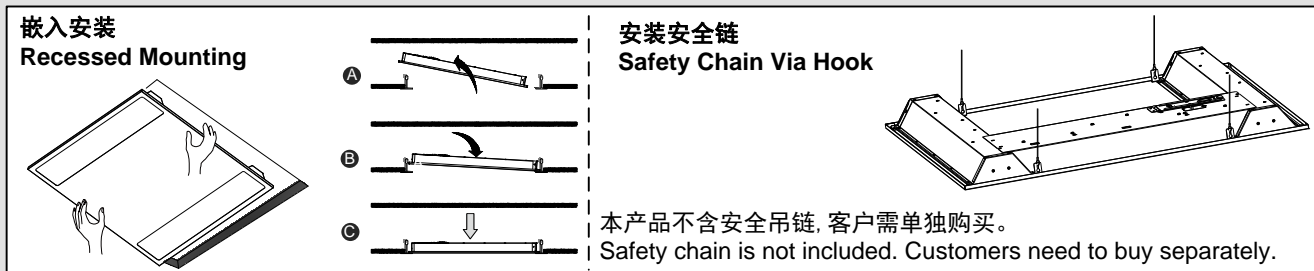 嵌入安装
Recessed Mounting
A
B
C
安装安全链
Safety Chain Via Hook
本产品不含安全吊链, 客户需单独购买。
Safety chain is not included. Customers need to buy separately.